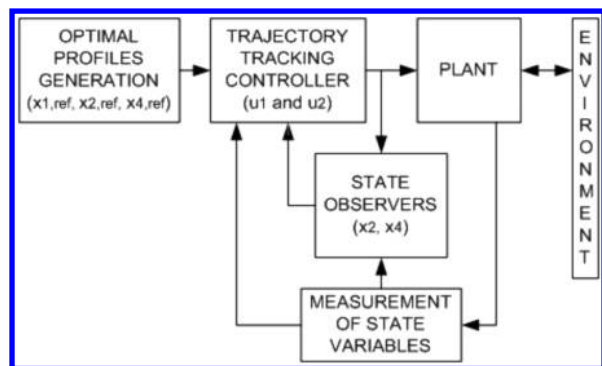 OPTIMAL
PROFILES
GENERATION
(x1,ref, x2,ref, x4,ref)
TRAJECTORY
TRACKING
CONTROLLER
(u1 and u2)
PLANT
ENVIRONMENT
STATE
OBSERVERS
(x2, x4)
MEASUREMENT
OF STATE
VARIABLES